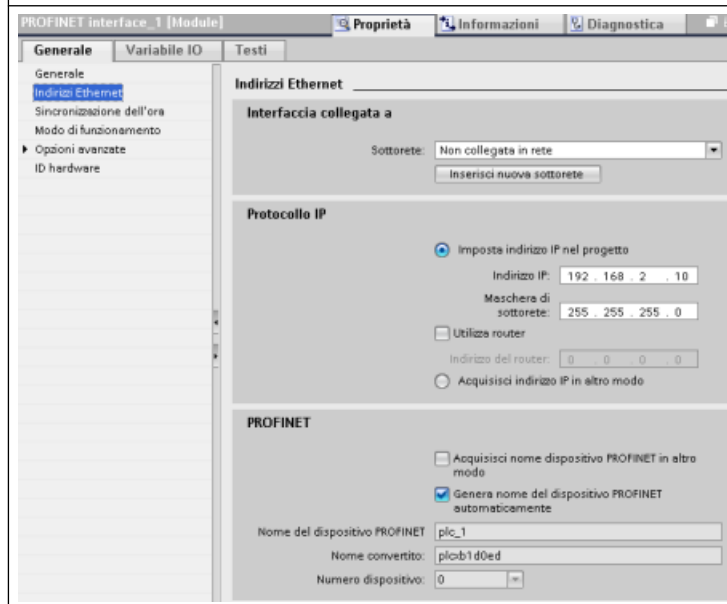 PROFINET interface_1 [Module]
Proprietà
Informazioni
Diagnostica
Generale
Variabile IO
Testi
Generale
Indirizzi Ethernet
Sincronizzazione dell'ora
Modo di funzionamento
Opzioni avanzate
ID hardware
Indirizzi Ethernet
Interfaccia collegata a
Sottorete: Non collegata in rete
Inserisci nuova sottorete
Protocollo IP
Imposta indirizzo IP nel progetto
Indirizzo IP: 192 . 168 . 2 . 10
Maschera di
sottorete: 255 . 255 . 255 . 0
Utilizza router
Indirizzo del router: 0 . 0 . 0 . 0
Acquisisci indirizzo IP in altro modo
PROFINET
Acquisisci nome dispositivo PROFINET in altro
modo
Genera nome del dispositivo PROFINET
automaticamente
Nome del dispositivo PROFINET plc_1
Nome convertito: plcxb1d0ed
Numero dispositivo: 0